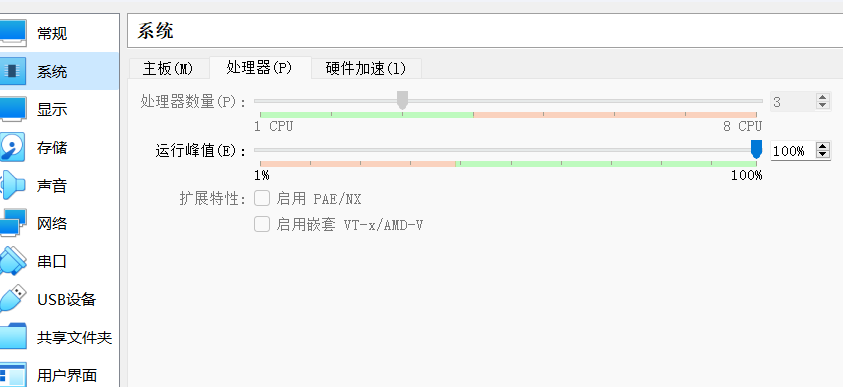 常规
系统
显示
存储
声音
网络
串口
USB设备
共享文件夹
用户界面
系统
主板(M) 处理器(P) 硬件加速(l)
处理器数量(P): 3
1 CPU 8 CPU
运行峰值(E): 100%
1% 100%
扩展特性: 启用 PAE/NX
启用嵌套 VT-x/AMD-V